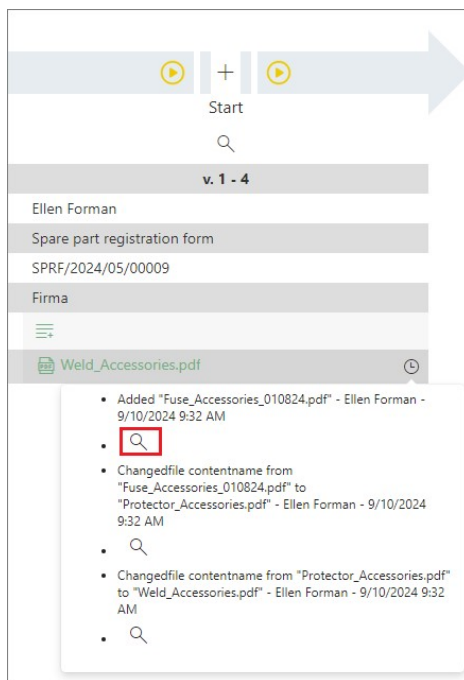 Start
v. 1 - 4
Ellen Forman
Spare part registration form
SPRF/2024/05/00009
Firma
PDF Weld_Accessories.pdf
• Added "Fuse_Accessories_010824.pdf" - Ellen Forman -
9/10/2024 9:32 AM
•
• Changedfile contentname from
"Fuse_Accessories_010824.pdf" to
"Protector_Accessories.pdf" - Ellen Forman - 9/10/2024
9:32 AM
•
• Changedfile contentname from "Protector_Accessories.pdf"
to "Weld_Accessories.pdf" - Ellen Forman - 9/10/2024 9:32
AM
•